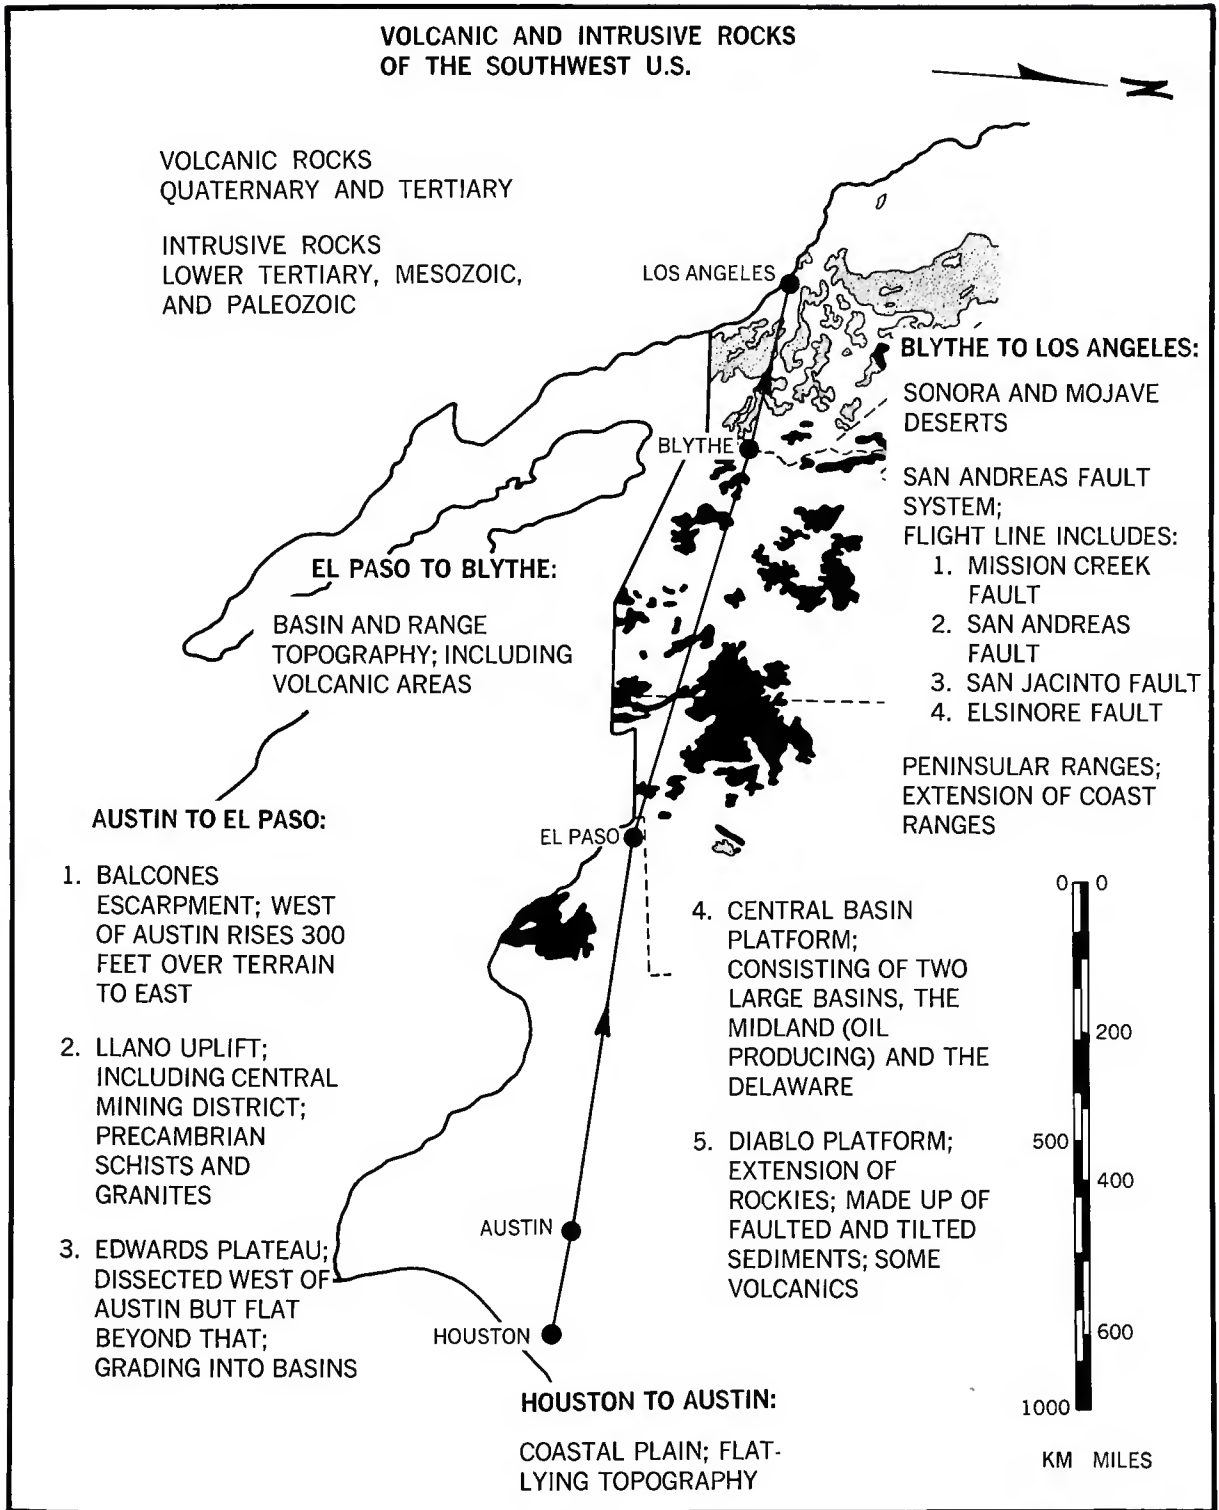 VOLCANIC AND INTRUSIVE ROCKS
OF THE SOUTHWEST U.S.
N
VOLCANIC ROCKS
QUATERNARY AND TERTIARY
INTRUSIVE ROCKS
LOWER TERTIARY, MESOZOIC,
AND PALEOZOIC
LOS ANGELES
BLYTHE
EL PASO
AUSTIN
HOUSTON
BLYTHE TO LOS ANGELES:
SONORA AND MOJAVE
DESERTS
SAN ANDREAS FAULT
SYSTEM;
FLIGHT LINE INCLUDES:
1. MISSION CREEK
FAULT
2. SAN ANDREAS
FAULT
3. SAN JACINTO FAULT
4. ELSINORE FAULT
PENINSULAR RANGES;
EXTENSION OF COAST
RANGES
EL PASO TO BLYTHE:
BASIN AND RANGE
TOPOGRAPHY; INCLUDING
VOLCANIC AREAS
AUSTIN TO EL PASO:
1. BALCONES
ESCARPMENT; WEST
OF AUSTIN RISES 300
FEET OVER TERRAIN
TO EAST
2. LLANO UPLIFT;
INCLUDING CENTRAL
MINING DISTRICT;
PRECAMBRIAN
SCHISTS AND
GRANITES
3. EDWARDS PLATEAU;
DISSECTED WEST OF
AUSTIN BUT FLAT
BEYOND THAT;
GRADING INTO BASINS
4. CENTRAL BASIN
PLATFORM;
CONSISTING OF TWO
LARGE BASINS, THE
MIDLAND (OIL
PRODUCING) AND THE
DELAWARE
5. DIABLO PLATFORM;
EXTENSION OF
ROCKIES; MADE UP OF
FAULTED AND TILTED
SEDIMENTS; SOME
VOLCANICS
HOUSTON TO AUSTIN:
COASTAL PLAIN; FLAT-
LYING TOPOGRAPHY
0 0
200
500
400
600
1000
KM MILES